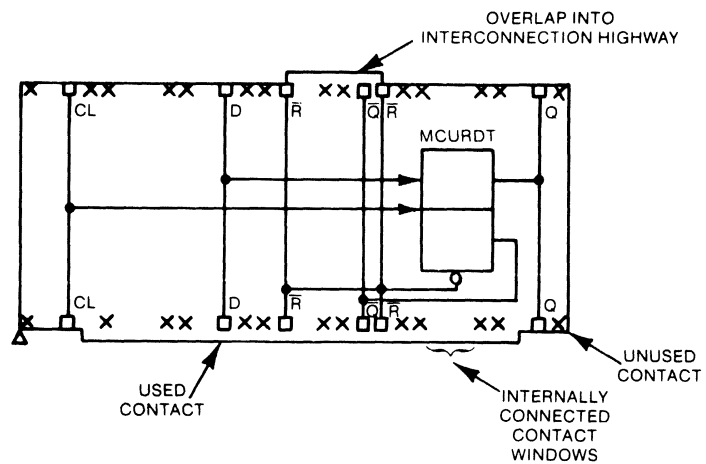 OVERLAP INTO
INTERCONNECTION HIGHWAY
CL
D
R̅
Q̅
R̅
Q
MCURDT
CL
D
R̅
Q̅
R̅
Q
USED
CONTACT
UNUSED
CONTACT
INTERNALLY
CONNECTED
CONTACT
WINDOWS